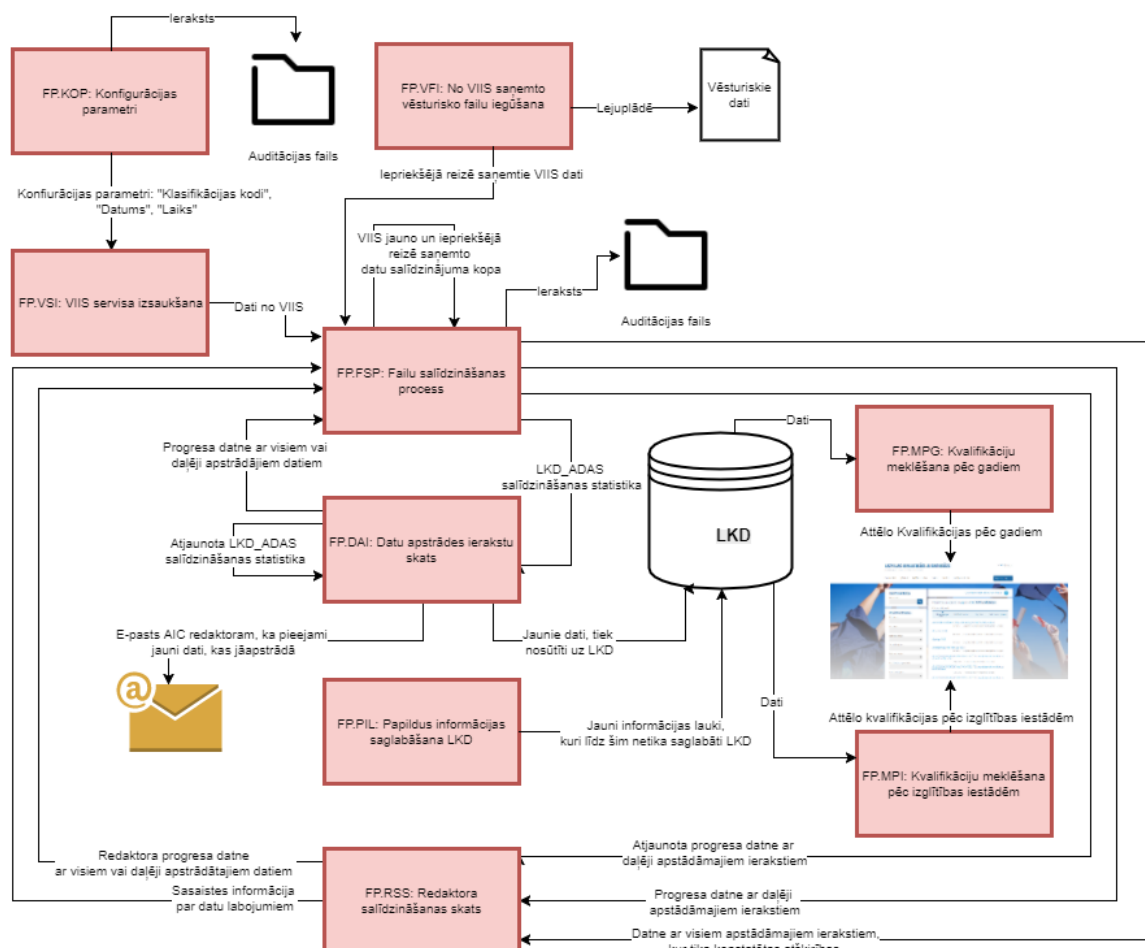 Ieraksts
FP.KOP: Konfigurācijas
parametri
Auditācijas fails
FP.VFI: No VIIS saņemto
vēsturisko failu iegūšana
Lejuplādē
Vēsturiskie
dati
Iepriekšējā reizē saņemtie VIIS dati
Konfiurācijas parametri: "Klasifikācijas kodi",
"Datums", "Laiks"
VIIS jauno un iepriekšējā
reizē saņemto
datu salīdzinājuma kopa
FP.VSI: VIIS servisa izsaukšana
Dati no VIIS
Ieraksts
Auditācijas fails
FP.FSP: Failu salīdzināšanas
process
Progresa datne ar visiem vai
daļēji apstrādājiem datiem
LKD_ADAS
salīdzināšanas statistika
Dati
FP.MPG: Kvalifikāciju
meklēšana pēc gadiem
LKD
Attēlo Kvalifikācijas pēc gadiem
Atjaunota LKD_ADAS
salīdzināšanas statistika
FP.DAI: Datu apstrādes ierakstu
skats
E-pasts AIC redaktoram, ka pieejami
jauni dati, kas jāapstrādā
Jaunie dati, tiek
nosūtīti uz LKD
@
FP.PIL: Papildus informācijas
saglabāšana LKD
Jauni informācijas lauki,
kuri līdz šim netika saglabāti LKD
Dati
Attēlo kvalifikācijas pēc izglītības iestādēm
FP.MPI: Kvalifikāciju meklēšana
pēc izglītības iestādēm
Redaktora progresa datne
ar visiem vai daļēji apstrādātajiem datiem
Sasaistes informācija
par datu labojumiem
FP.RSS: Redaktora
salīdzināšanas skats
Atjaunota progresa datne ar
daļēji apstādāmajiem ierakstiem
Progresa datne ar daļēji
apstādāmajiem ierakstiem
Datne ar visiem apstādāmajiem ierakstiem,